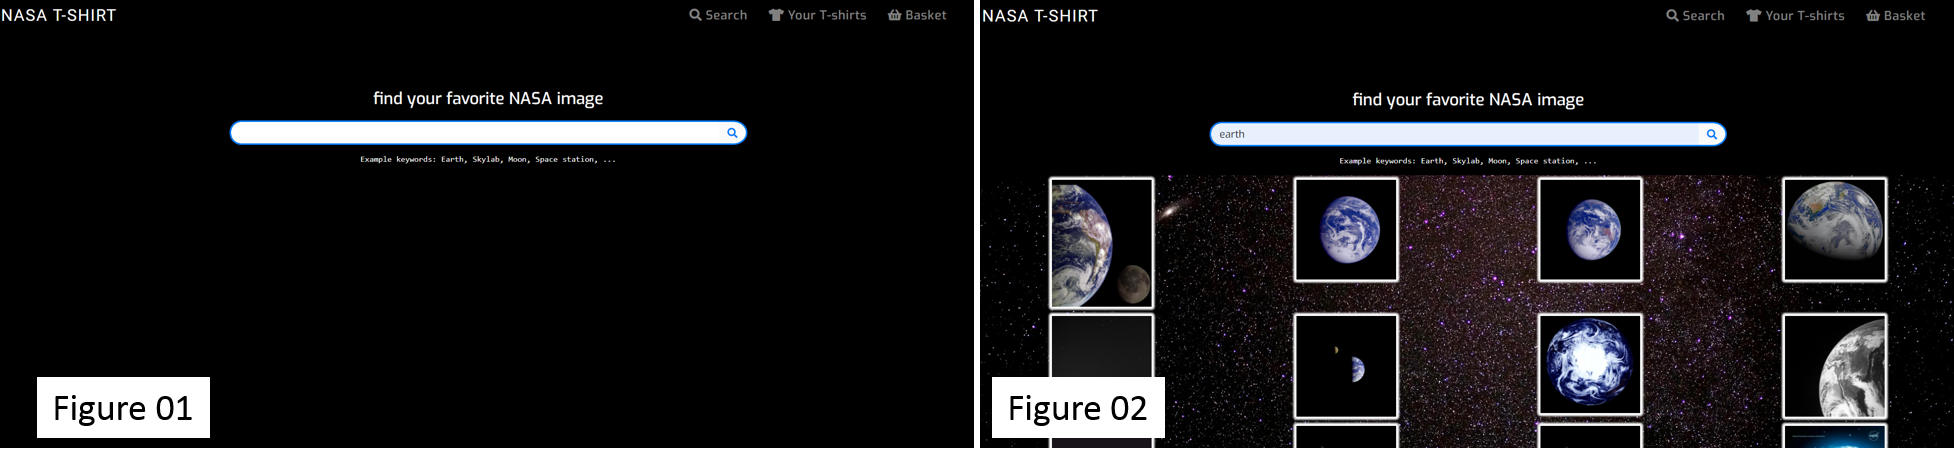 NASA T-SHIRT
Search Your T-shirts Basket
find your favorite NASA image
Example keywords: Earth, Skylab, Moon, Space station, ...
Figure 01
NASA T-SHIRT
Search Your T-shirts Basket
find your favorite NASA image
earth
Example keywords: Earth, Skylab, Moon, Space station, ...
Figure 02